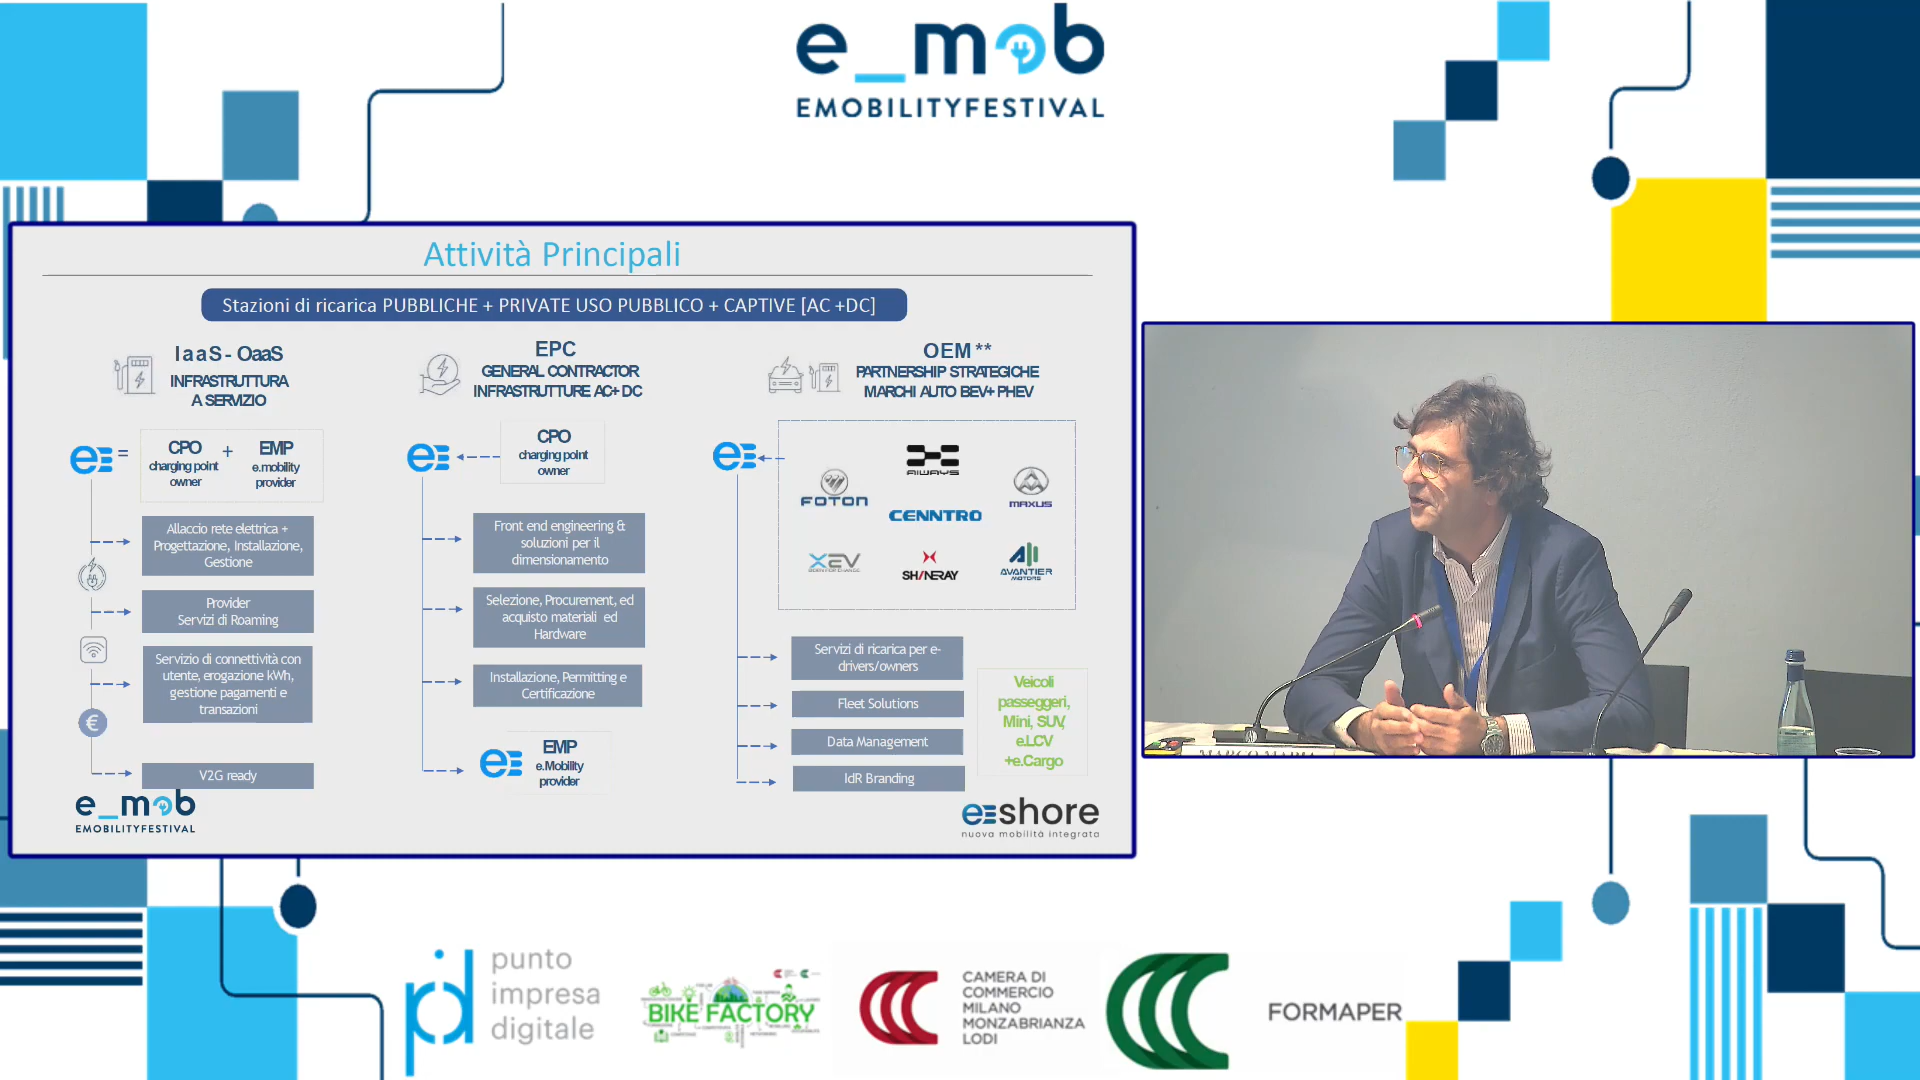 e_mob
EMOBILITYFESTIVAL
Attività Principali
Stazioni di ricarica PUBBLICHE + PRIVATE USO PUBBLICO + CAPTIVE [AC +DC]
IaaS - OaaS
INFRASTRUTTURA
A SERVIZIO
e = CPO + EMP
charging point
owner
e.mobility
provider
Allaccio rete elettrica +
Progettazione, Installazione,
Gestione
Provider
Servizi di Roaming
Servizio di connettività con
utente, erogazione kWh,
gestione pagamenti e
transazioni
€
V2G ready
EPC
GENERAL CONTRACTOR
INFRASTRUTTURE AC+ DC
CPO
charging point
owner
Front end engineering &
soluzioni per il
dimensionamento
Selezione, Procurement, ed
acquisto materiali ed
Hardware
Installazione, Permitting e
Certificazione
EMP
e.Mobility
provider
OEM **
PARTNERSHIP STRATEGICHE
MARCHI AUTO BEV+ PHEV
AIWAYS
FOTON
MAXUS
CENNTRO
XEV
BORN FOR CHANGE
SHINERAY
AVANTIER
MOTORS
Servizi di ricarica per e-
drivers/owners
Fleet Solutions
Data Management
IdR Branding
Veicoli
passeggeri,
Mini, SUV,
e.LCV
+e.Cargo
e_mob
EMOBILITYFESTIVAL
e-shore
nuova mobilità integrata
punto
impresa
digitale
BIKE FACTORY
CAMERA DI
COMMERCIO
MILANO
MONZABRIANZA
LODI
FORMAPER